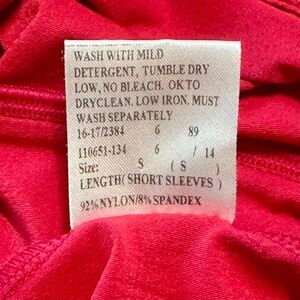 WASH WITH MILD
DETERGENT, TUMBLE DRY
LOW, NO BLEACH. OK TO
DRYCLEAN. LOW IRON. MUST
WASH SEPARATELY
16-17/2384 6 89
110651-134 6 / 14
Size: S ( S )
LENGTH( SHORT SLEEVES )
92%NYLON/8%SPANDEX